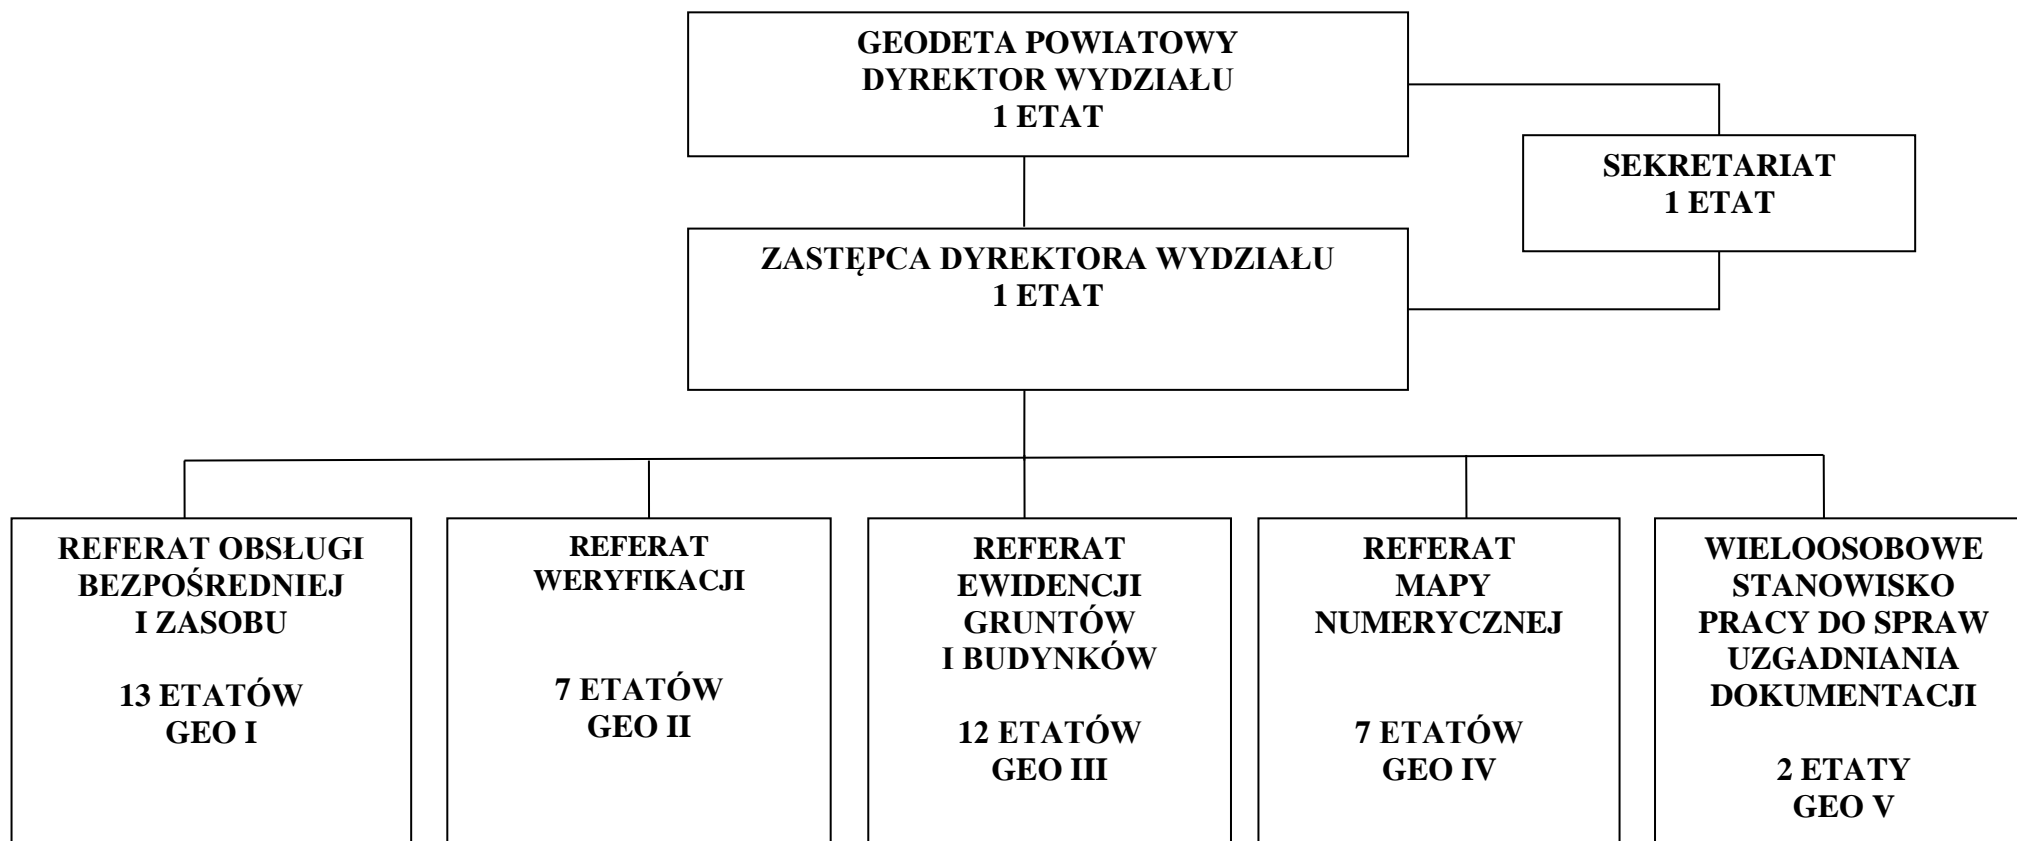 GEODETA POWIATOWY
DYREKTOR WYDZIAŁU
1 ETAT
SEKRETARIAT
1 ETAT
ZASTĘPCA DYREKTORA WYDZIAŁU
1 ETAT
REFERAT OBSŁUGI
BEZPOŚREDNIEJ
I ZASOBU
13 ETATÓW
GEO I
REFERAT
WERYFIKACJI
7 ETATÓW
GEO II
REFERAT
EWIDENCJI
GRUNTÓW
I BUDYNKÓW
12 ETATÓW
GEO III
REFERAT
MAPY
NUMERYCZNEJ
7 ETATÓW
GEO IV
WIELOOSOBOWE
STANOWISKO
PRACY DO SPRAW
UZGADNIANIA
DOKUMENTACJI
2 ETATY
GEO V